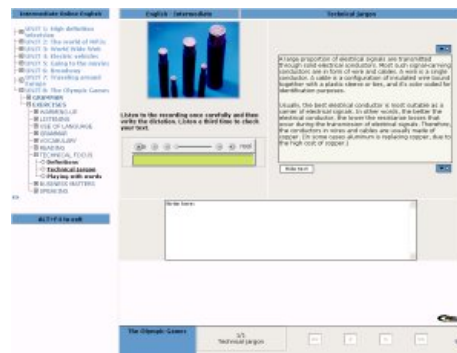 Intermediate Online English
English - Intermediate
Technical Jargon
UNIT 1: High definition
television
UNIT 2: The world of MP3s
UNIT 3: World Wide Web
UNIT 4: Electric vehicles
UNIT 5: Going to the movies
UNIT 6: Broadway
UNIT 7: Travelling around
Europe
UNIT 8: The Olympic Games
GRAMMAR
EXERCISES
WARMING UP
LISTENING
USE OF LANGUAGE
GRAMMAR
VOCABULARY
READING
TECHNICAL FOCUS
Definitions
Technical Jargon
Playing with words
BUSINESS MATTERS
SPEAKING
ALT+F4 to exit
Listen to the recording once carefully and then
write the dictation. Listen a third time to check
your text.
A large proportion of electrical signals are transmitted
through solid electrical conductors. Most such signal-carrying
conductors are in form of wire and cables. A wire is a single
conductor. A cable is a configuration of insulated wire bound
together with a plastic sleeve or box, and it's color coded for
identification purposes.
Usually, the best electrical conductor is most suitable as a
carrier of electrical signals. In other words, the better the
electrical conductor, the lower the resistance losses that
occur during the transmission of electrical signals. Therefore,
the conductors in wires and cables are usually made of
copper. (In some cases aluminum is replacing copper, due to
the high cost of copper.)
Hide text
Write here:
The Olympic Games
1/1
Technical Jargon